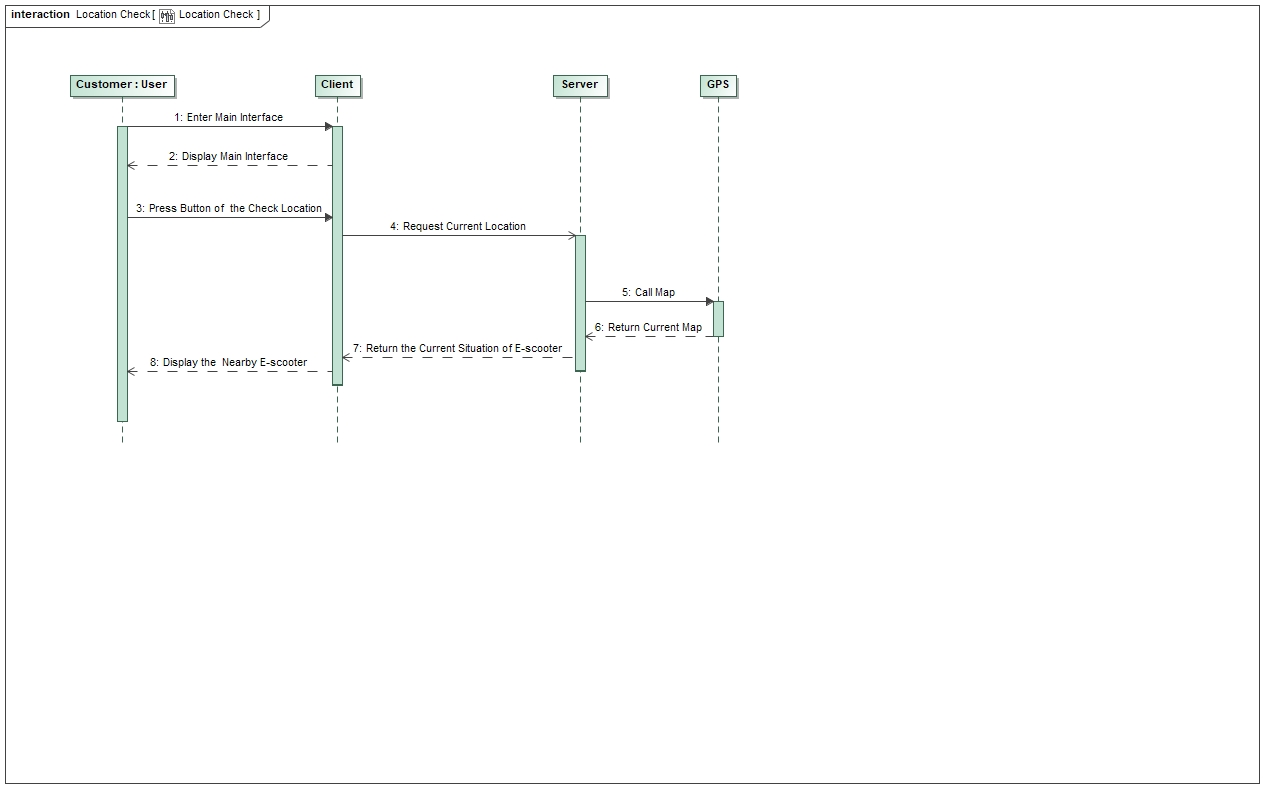 interaction Location Check [ Location Check ]
Customer : User
Client
Server
GPS
1: Enter Main Interface
2: Display Main Interface
3: Press Button of  the Check Location
4: Request Current Location
5: Call Map
6: Return Current Map
7: Return the Current Situation of E-scooter
8: Display the  Nearby E-scooter